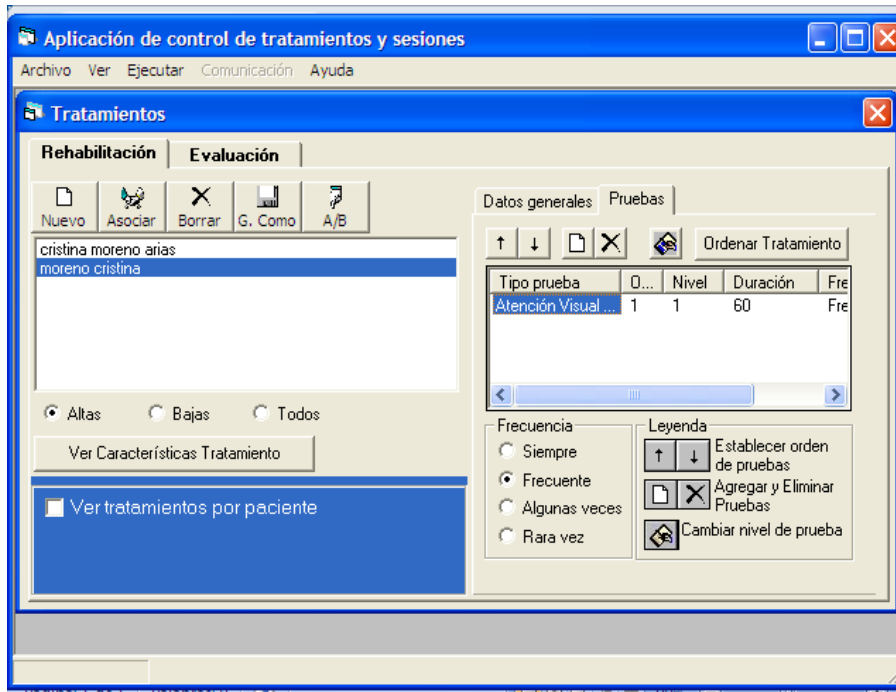 Aplicación de control de tratamientos y sesiones
Archivo Ver Ejecutar Comunicación Ayuda
Tratamientos
Rehabilitación Evaluación
Nuevo Asociar Borrar G. Como A/B
cristina moreno arias
moreno cristina
Altas Bajas Todos
Ver Características Tratamiento
Ver tratamientos por paciente
Datos generales Pruebas
Ordenar Tratamiento
Tipo prueba O... Nivel Duración Fre
Atención Visual ... 1 1 60 Fre
Frecuencia
Siempre
Frecuente
Algunas veces
Rara vez
Leyenda
Establecer orden
de pruebas
Agregar y Eliminar
Pruebas
Cambiar nivel de prueba